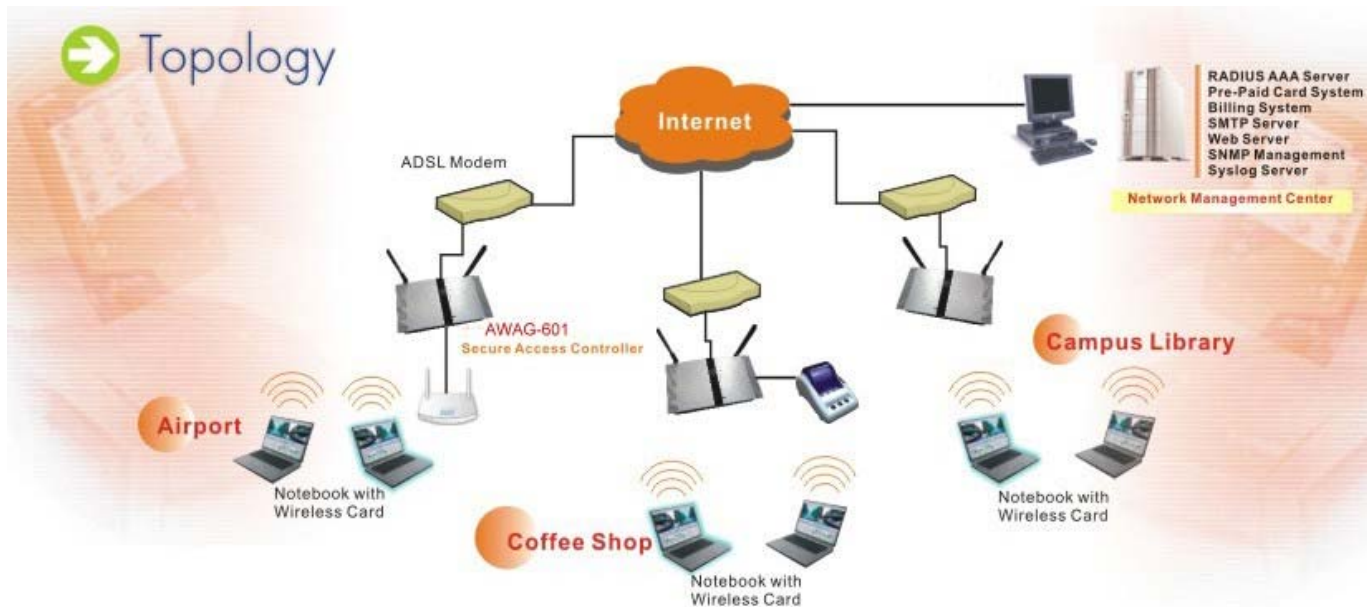 Topology
Internet
ADSL Modem
RADIUS AAA Server
Pre-Paid Card System
Billing System
SMTP Server
Web Server
SNMP Management
Syslog Server
Network Management Center
AWAG-601
Secure Access Controller
Campus Library
Airport
Notebook with
Wireless Card
Notebook with
Wireless Card
Coffee Shop
Notebook with
Wireless Card